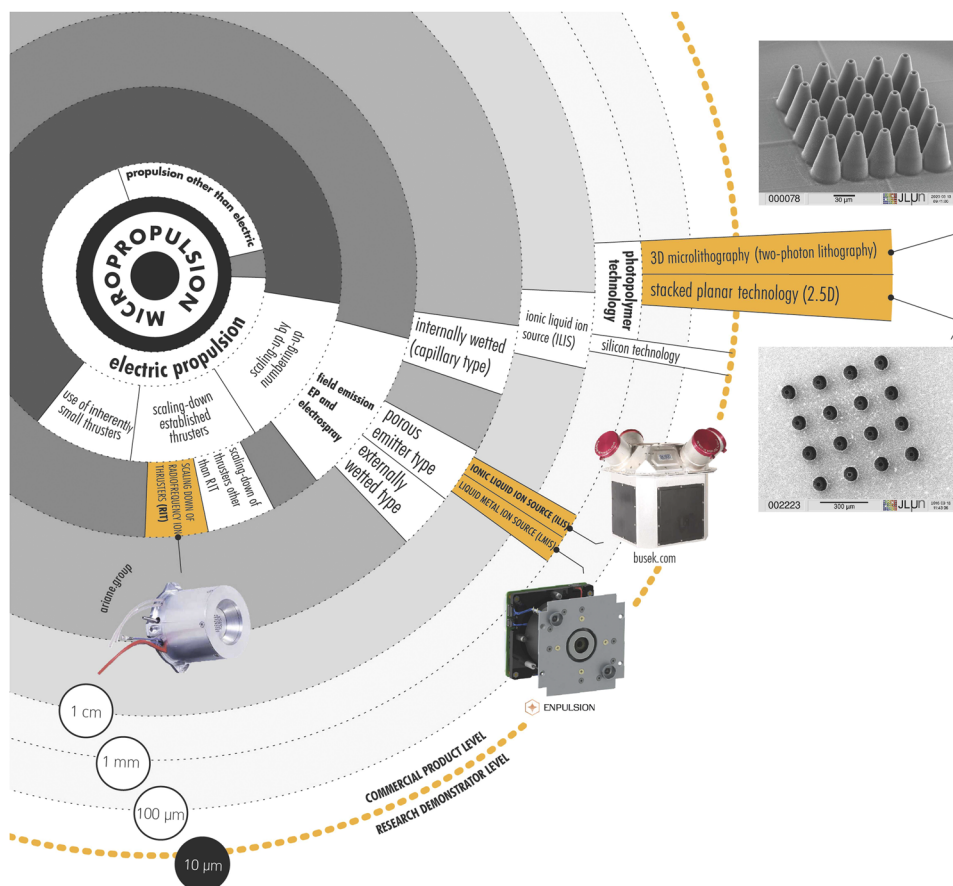 MICROPROPULSION
propulsion other than electric
electric propulsion
use of inherently
small thrusters
scaling-down
established
thrusters
scaling-up by
numbering-up
SCALING DOWN OF
RADIOFREQUENCY ION
THRUSTERS (RIT)
scaling-down of
thrusters other
than RIT
field emission
EP and
electrospray
internally wetted
(capillary type)
porous
emitter type
externally
wetted type
ionic liquid ion
source (ILIS)
photopolymer
technology
silicon technology
3D microlithography (two-photon lithography)
stacked planar technology (2.5D)
IONIC LIQUID ION SOURCE (ILIS)
LIQUID METAL ION SOURCE (LMIS)
busek.com
ariane.group
ENPULSION
COMMERCIAL PRODUCT LEVEL
RESEARCH DEMONSTRATOR LEVEL
1 cm
1 mm
100 µm
10 µm
000078
30 µm
JLµn
002223
300 µm
JLµn